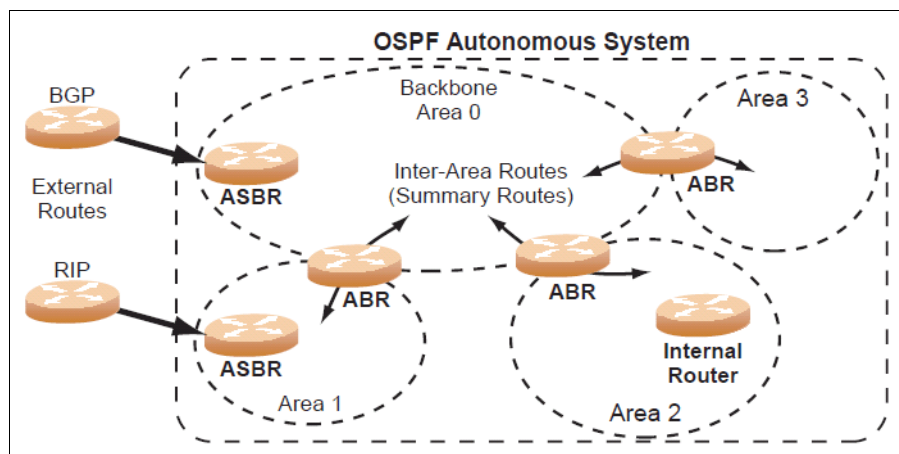 OSPF Autonomous System
BGP
Backbone
Area 0
Area 3
ASBR
Inter-Area Routes
(Summary Routes)
ABR
External
Routes
RIP
ABR
ABR
ASBR
Internal
Router
Area 1
Area 2